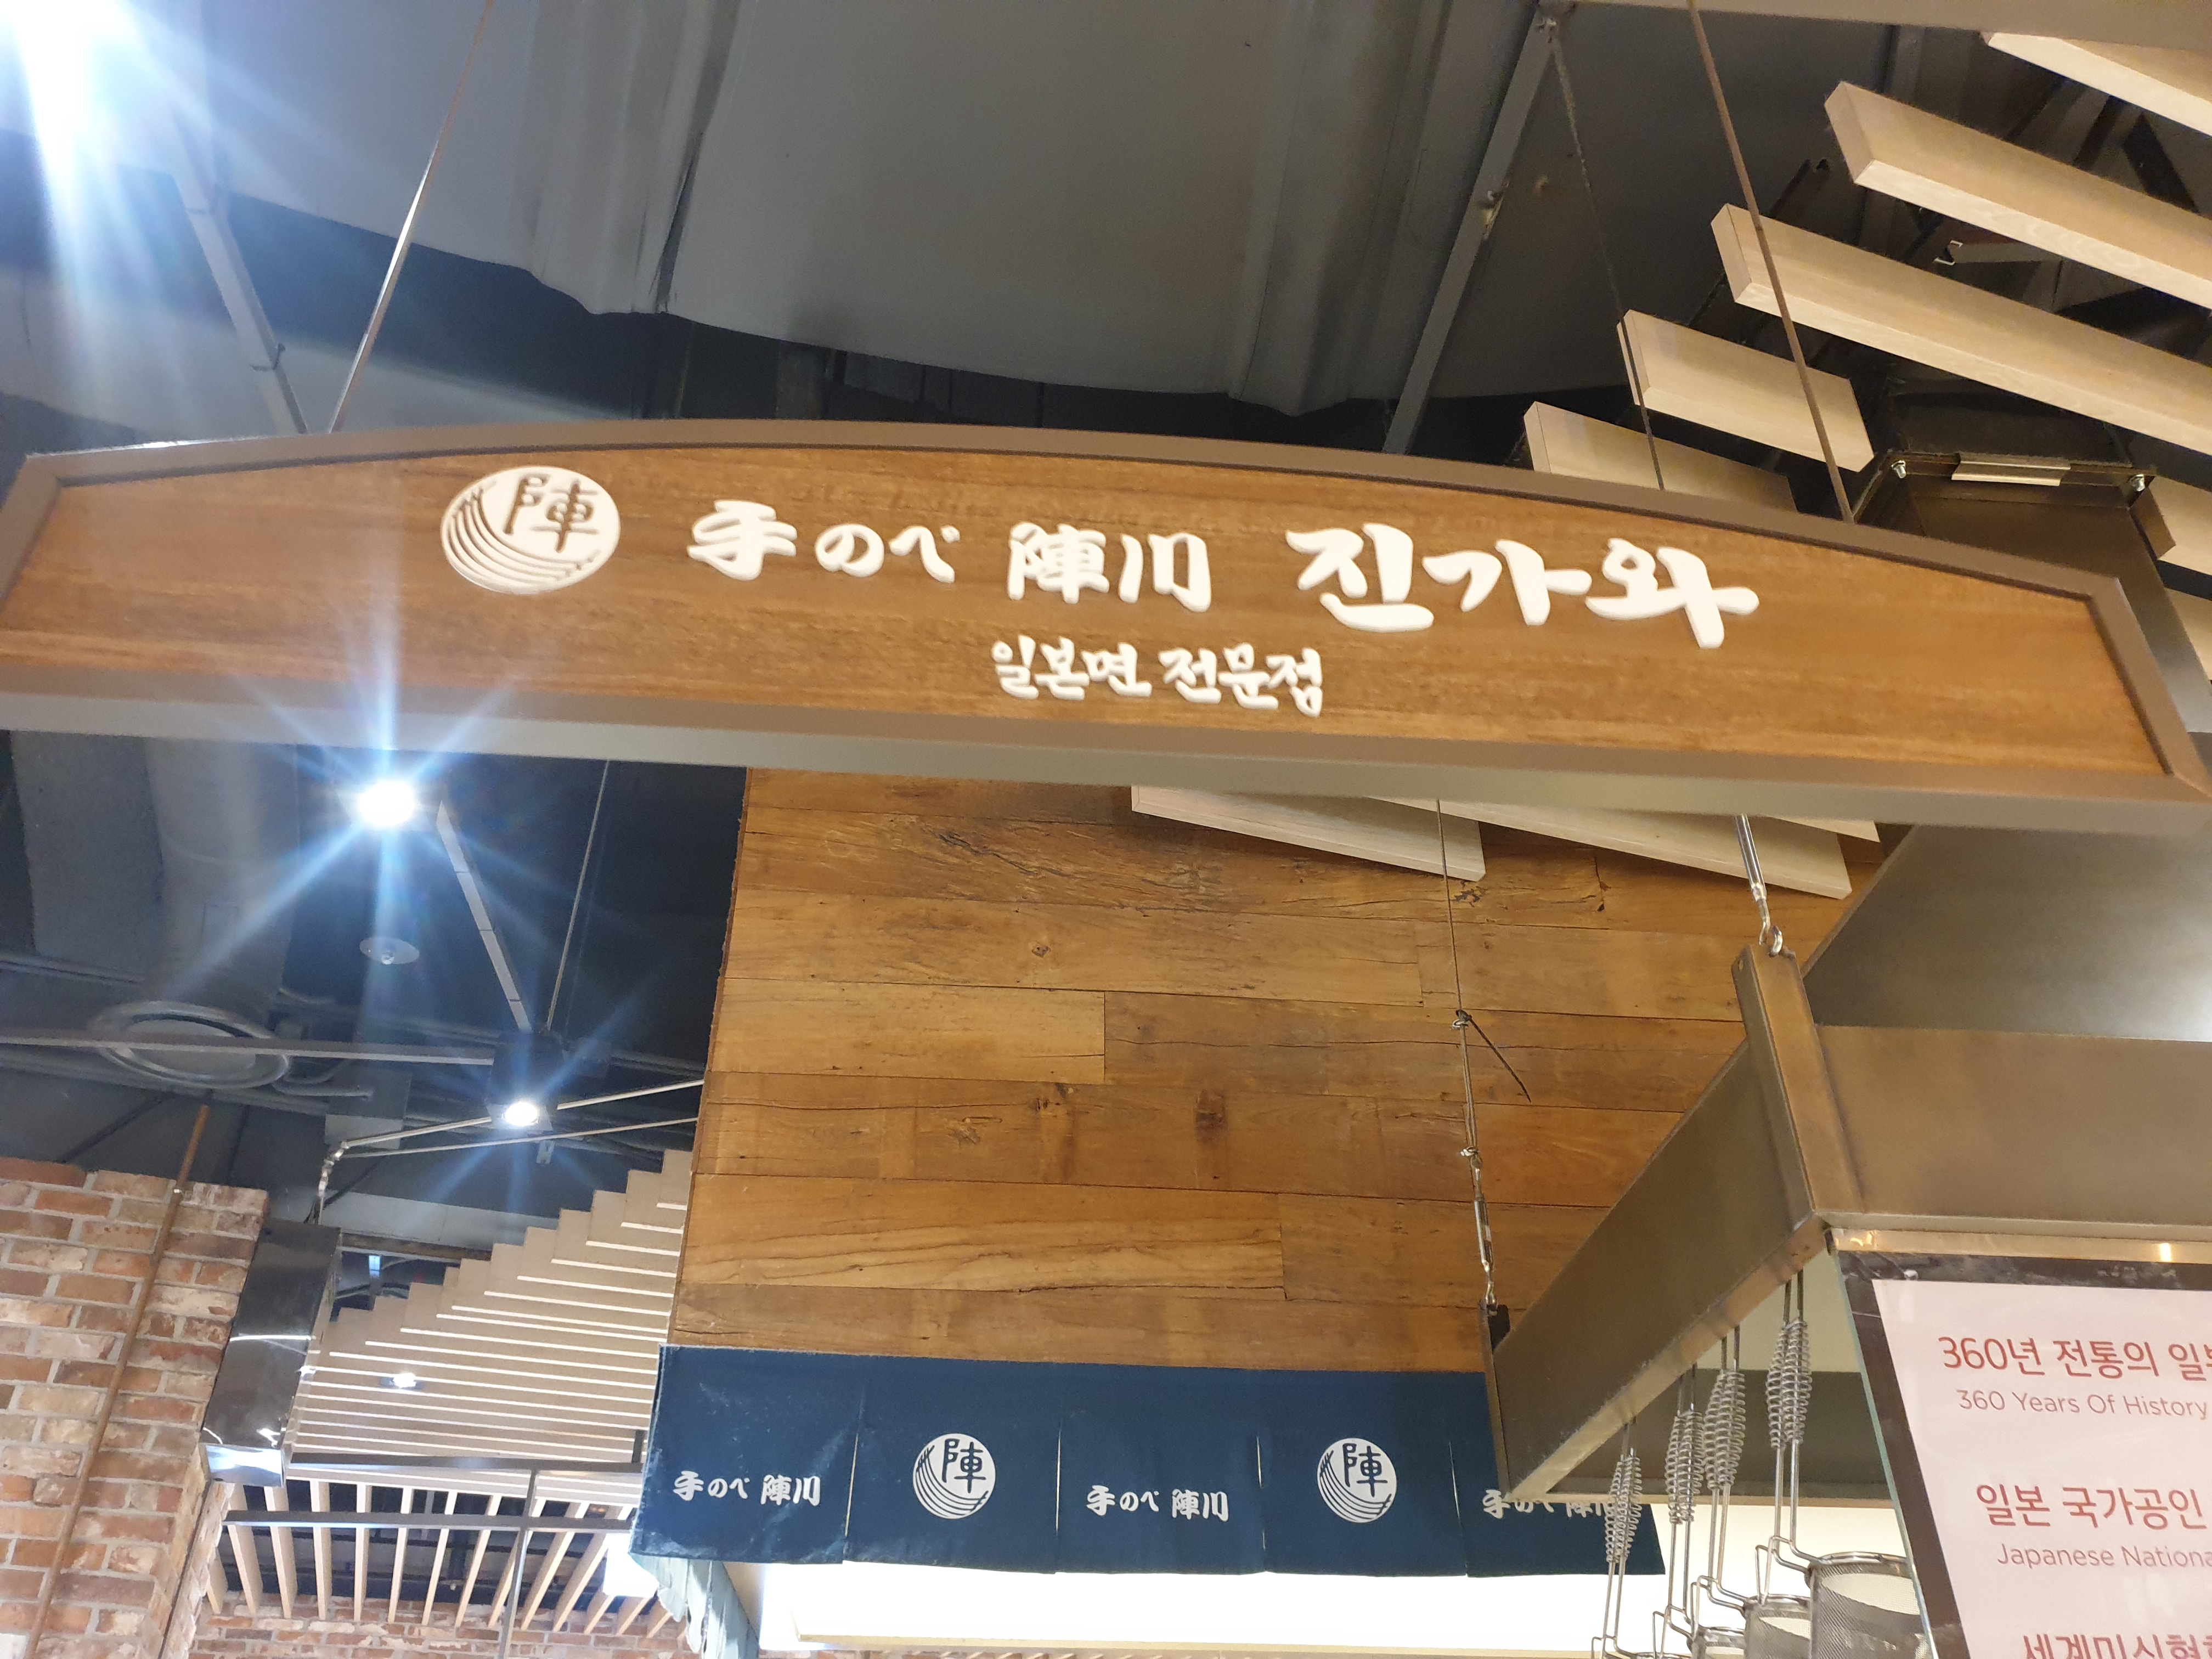 陣 手のべ 陣川 진가와
일본면 전문점
手のべ 陣川 陣 手のべ 陣川 陣 手のべ 陣川
360년 전통의
360 Years Of History
일본 국가공인
Japanese